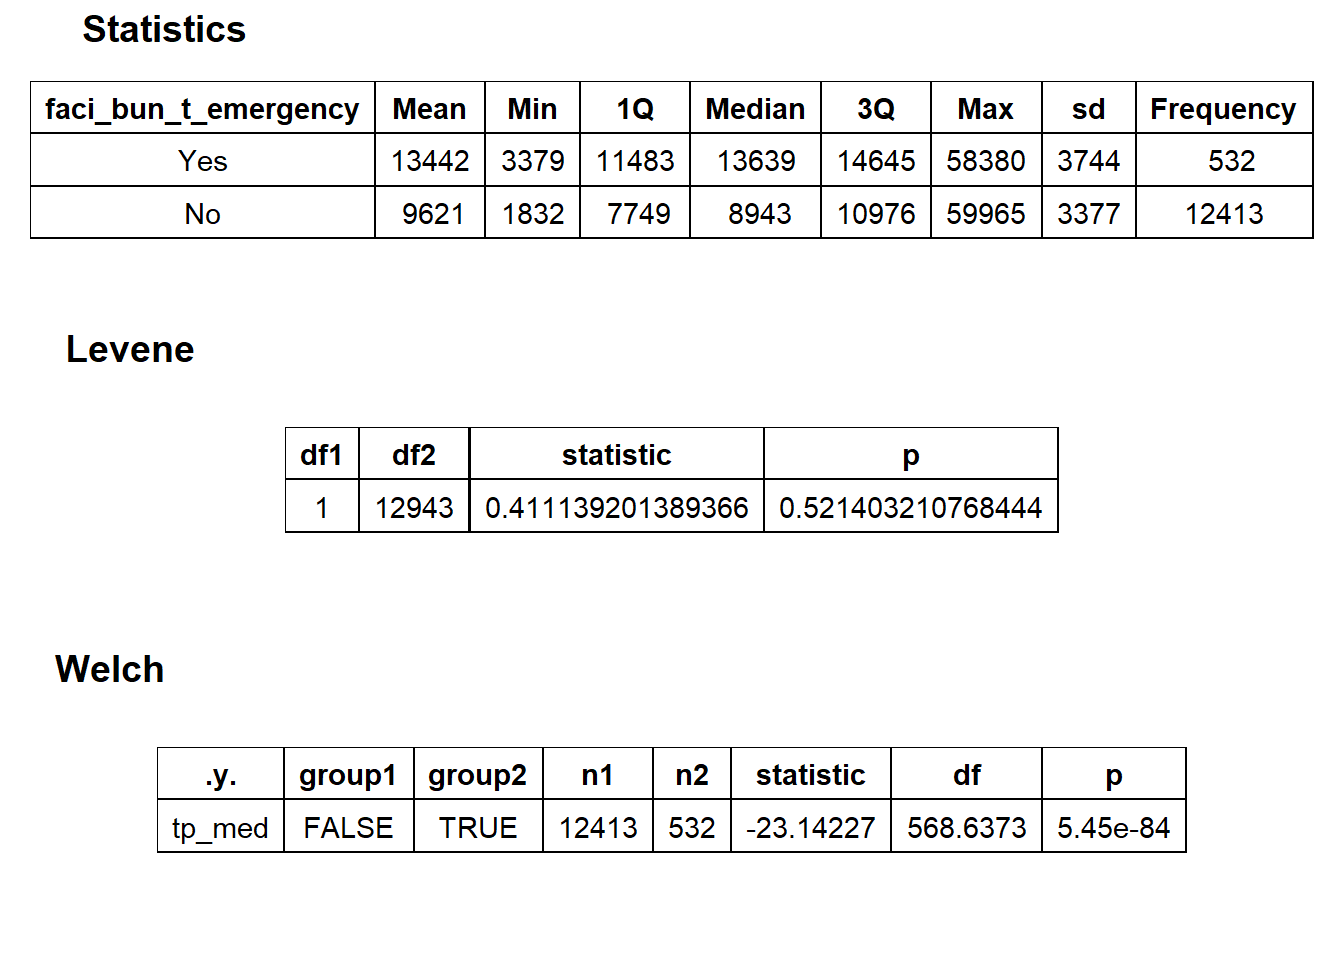 Statistics
faci_bun_t_emergency Mean Min 1Q Median 3Q Max sd Frequency
Yes 13442 3379 11483 13639 14645 58380 3744 532
No 9621 1832 7749 8943 10976 59965 3377 12413
Levene
df1 df2 statistic p
1 12943 0.411139201389366 0.521403210768444
Welch
.y. group1 group2 n1 n2 statistic df p
tp_med FALSE TRUE 12413 532 -23.14227 568.6373 5.45e-84